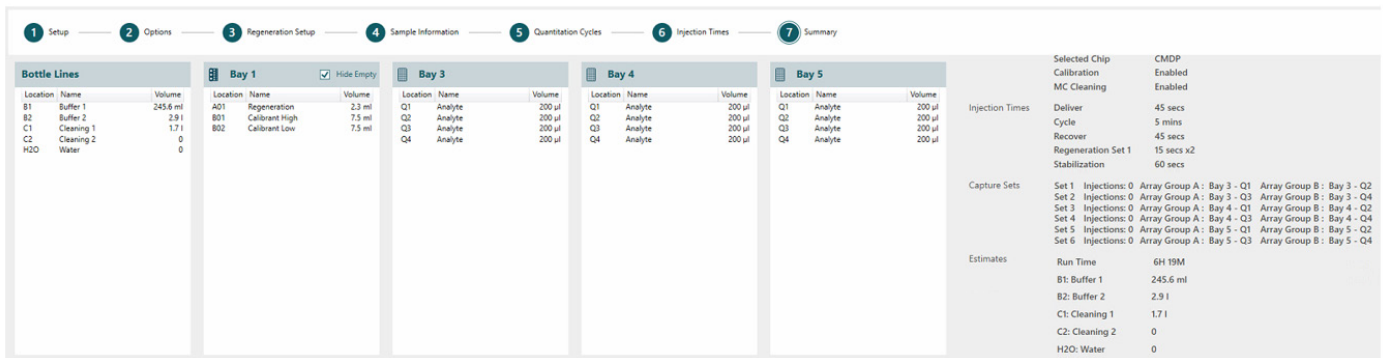 1 Setup 2 Options 3 Regeneration Setup 4 Sample Information 5 Quantitation Cycles 6 Injection Times 7 Summary
Bottle Lines
Location Name Volume
B1 Buffer 1 245.6 ml
B2 Buffer 2 2.9 l
C1 Cleaning 1 1.7 l
C2 Cleaning 2 0
H2O Water 0
Bay 1 Hide Empty
Location Name Volume
A01 Regeneration 2.3 ml
B01 Calibrant High 7.5 ml
B02 Calibrant Low 7.5 ml
Bay 3
Location Name Volume
Q1 Analyte 200 µl
Q2 Analyte 200 µl
Q3 Analyte 200 µl
Q4 Analyte 200 µl
Bay 4
Location Name Volume
Q1 Analyte 200 µl
Q2 Analyte 200 µl
Q3 Analyte 200 µl
Q4 Analyte 200 µl
Bay 5
Location Name Volume
Q1 Analyte 200 µl
Q2 Analyte 200 µl
Q3 Analyte 200 µl
Q4 Analyte 200 µl
Selected Chip CMDP
Calibration Enabled
MC Cleaning Enabled
Injection Times Deliver 45 secs
Cycle 5 mins
Recover 45 secs
Regeneration Set 1 15 secs x2
Stabilization 60 secs
Capture Sets Set 1 Injections: 0 Array Group A : Bay 3 - Q1 Array Group B : Bay 3 - Q2
Set 2 Injections: 0 Array Group A : Bay 3 - Q3 Array Group B : Bay 3 - Q4
Set 3 Injections: 0 Array Group A : Bay 4 - Q1 Array Group B : Bay 4 - Q2
Set 4 Injections: 0 Array Group A : Bay 4 - Q3 Array Group B : Bay 4 - Q4
Set 5 Injections: 0 Array Group A : Bay 5 - Q1 Array Group B : Bay 5 - Q2
Set 6 Injections: 0 Array Group A : Bay 5 - Q3 Array Group B : Bay 5 - Q4
Estimates Run Time 6H 19M
B1: Buffer 1 245.6 ml
B2: Buffer 2 2.9 l
C1: Cleaning 1 1.7 l
C2: Cleaning 2 0
H2O: Water 0